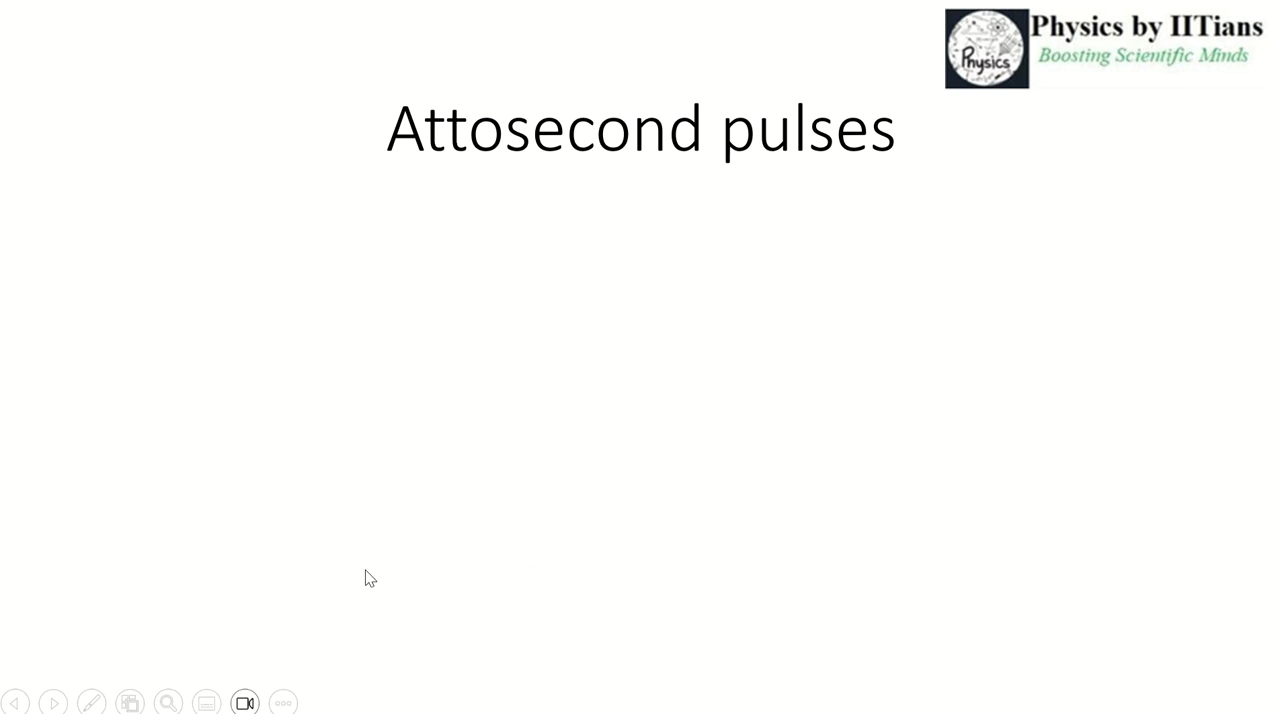 Physics
Physics by IITians
Boosting Scientific Minds
Attosecond pulses